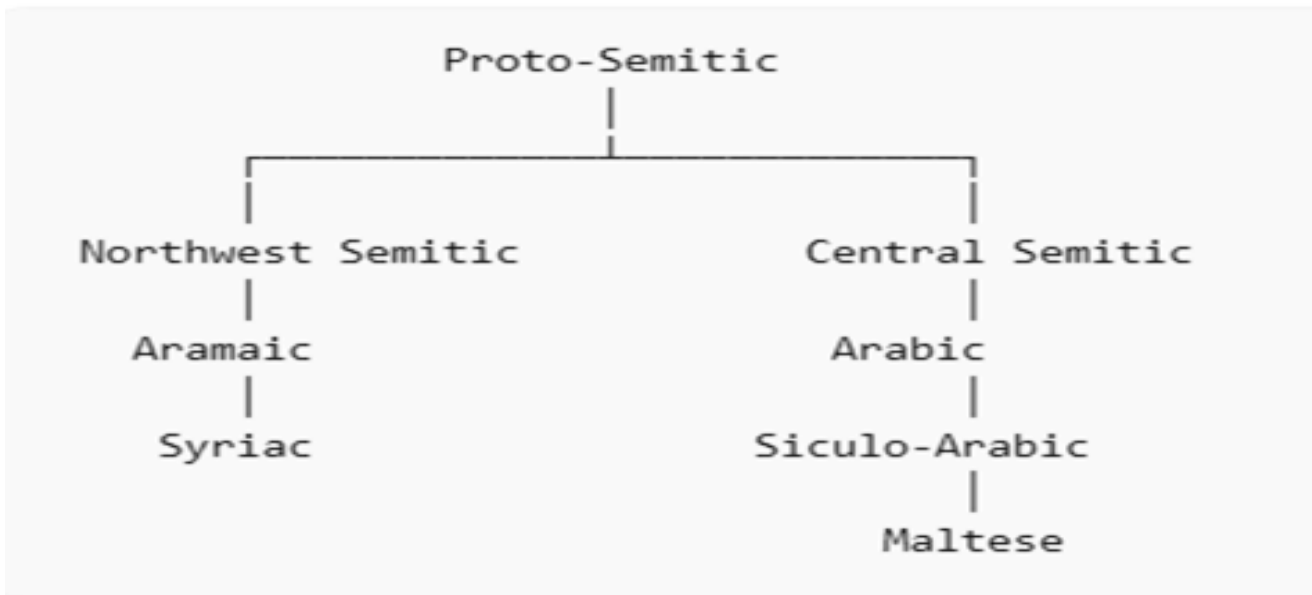 Proto-Semitic
Northwest Semitic Central Semitic
Aramaic Arabic
Syriac Siculo-Arabic
Maltese